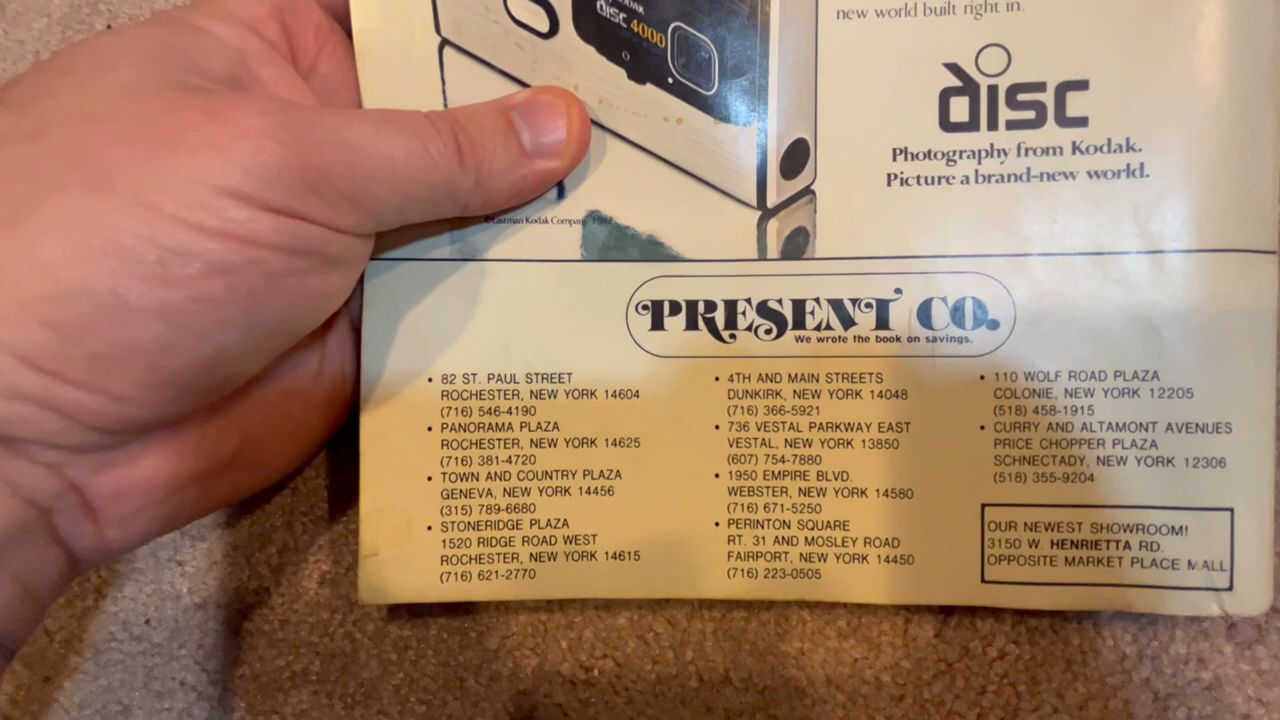 new world built right in.
KODAK
disc 4000
disc
Photography from Kodak.
Picture a brand-new world.
©Eastman Kodak Company 1982
PRESENT CO.
We wrote the book on savings.
• 82 ST. PAUL STREET
ROCHESTER, NEW YORK 14604
(716) 546-4190
• PANORAMA PLAZA
ROCHESTER, NEW YORK 14625
(716) 381-4720
• TOWN AND COUNTRY PLAZA
GENEVA, NEW YORK 14456
(315) 789-6680
• STONERIDGE PLAZA
1520 RIDGE ROAD WEST
ROCHESTER, NEW YORK 14615
(716) 621-2770
• 4TH AND MAIN STREETS
DUNKIRK, NEW YORK 14048
(716) 366-5921
• 736 VESTAL PARKWAY EAST
VESTAL, NEW YORK 13850
(607) 754-7880
• 1950 EMPIRE BLVD.
WEBSTER, NEW YORK 14580
(716) 671-5250
• PERINTON SQUARE
RT. 31 AND MOSLEY ROAD
FAIRPORT, NEW YORK 14450
(716) 223-0505
• 110 WOLF ROAD PLAZA
COLONIE, NEW YORK 12205
(518) 458-1915
• CURRY AND ALTAMONT AVENUES
PRICE CHOPPER PLAZA
SCHNECTADY, NEW YORK 12306
(518) 355-9204
OUR NEWEST SHOWROOM!
3150 W. HENRIETTA RD.
OPPOSITE MARKET PLACE MALL